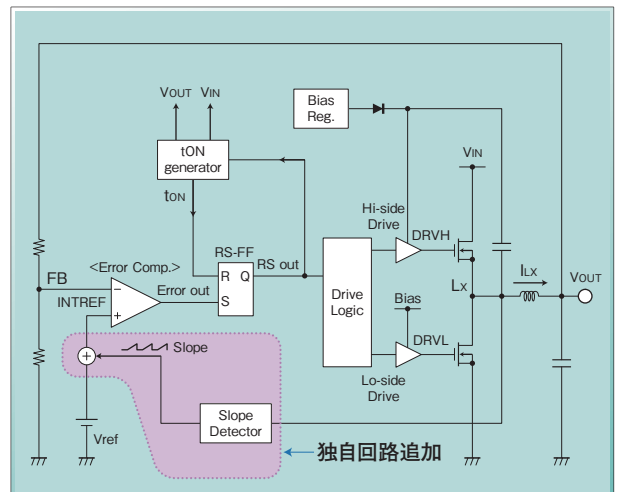 VOUT VIN
Bias
Reg.
tON
generator
tON
VIN
Hi-side
Drive
DRVH
RS-FF
<Error Comp.>
FB
INTREF
Error out
R Q
S
RS out
Drive
Logic
Lx
ILX
VOUT
Bias
DRVL
Lo-side
Drive
Slope
Slope
Detector
Vref
独自回路追加
− 
+
+